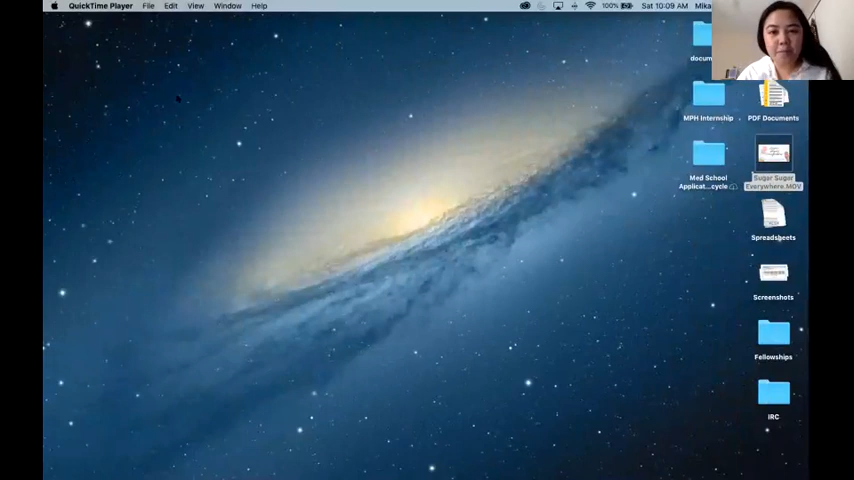 QuickTime Player File Edit View Window Help 100% Sat 10:09 AM Mika
docum
MPH Internship
PDF Documents
Med School
Applicat...cycle
Sugar Sugar
Everywhere.MOV
Spreadsheets
Screenshots
Fellowships
IRC